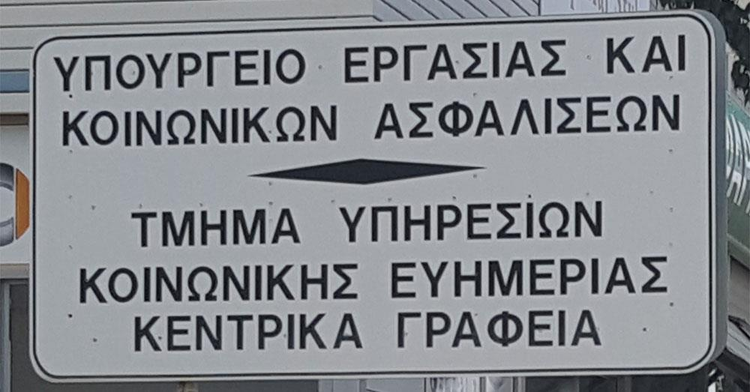 ΥΠΟΥΡΓΕΙΟ ΕΡΓΑΣΙΑΣ ΚΑΙ
ΚΟΙΝΩΝΙΚΩΝ ΑΣΦΑΛΙΣΕΩΝ
ΤΜΗΜΑ ΥΠΗΡΕΣΙΩΝ
ΚΟΙΝΩΝΙΚΗΣ ΕΥΗΜΕΡΙΑΣ
ΚΕΝΤΡΙΚΑ ΓΡΑΦΕΙΑ